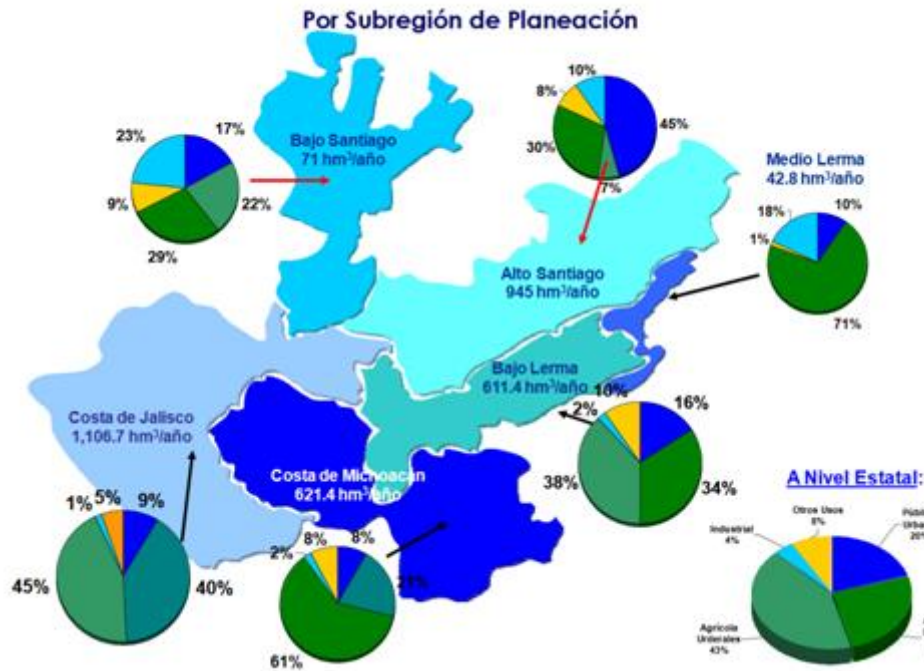 Por Subregión de Planeación
10%
8%
45%
30%
7%
23%
17%
9%
22%
29%
Bajo Santiago
71 hm³/año
Medio Lerma
42.8 hm³/año
18%
10%
1%
71%
Alto Santiago
945 hm³/año
Bajo Lerma
611.4 hm³/año
10%
2%
16%
38%
34%
Costa de Jalisco
1,106.7 hm³/año
1%
5%
9%
45%
40%
Costa de Michoacán
621.4 hm³/año
8%
8%
2%
61%
A Nivel Estatal:
Otros Usos
8%
Industrial
4%
20%
Agrícola
43%